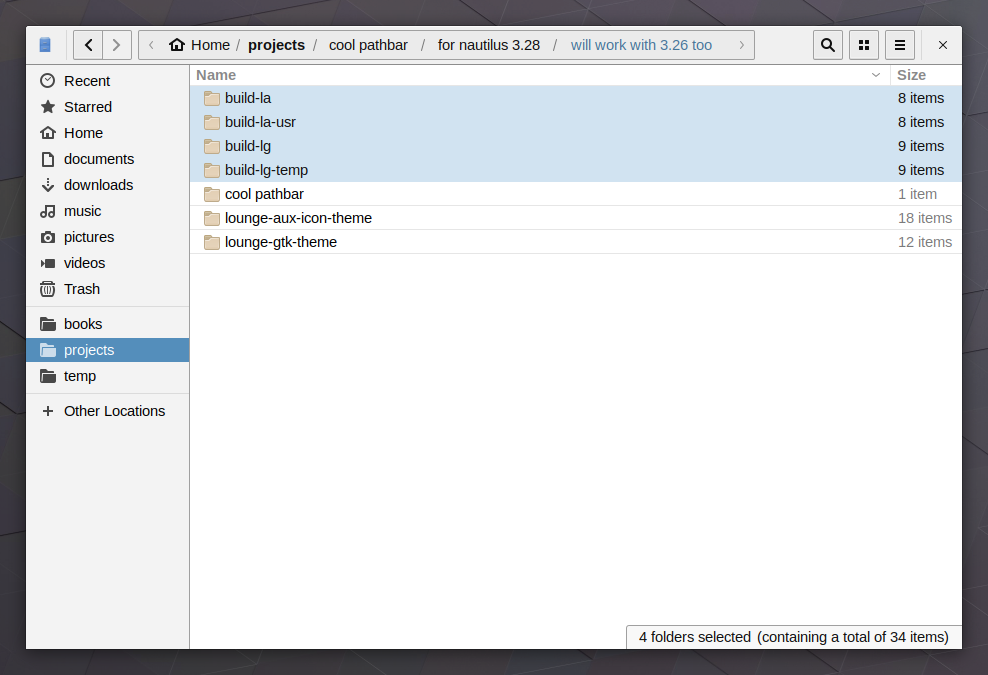 Home / projects / cool pathbar / for nautilus 3.28 / will work with 3.26 too
Recent
Starred
Home
documents
downloads
music
pictures
videos
Trash
books
projects
temp
Other Locations
Name Size
build-la 8 items
build-la-usr 8 items
build-lg 9 items
build-lg-temp 9 items
cool pathbar 1 item
lounge-aux-icon-theme 18 items
lounge-gtk-theme 12 items
4 folders selected (containing a total of 34 items)